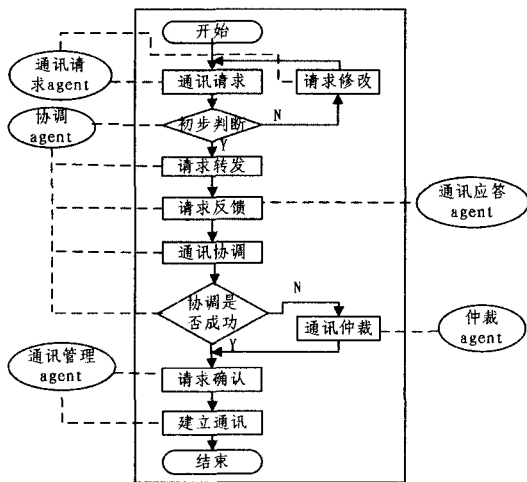 开始
通讯请
求agent
通讯请求
请求修改
协调
agent
初步判断
N
Y
请求转发
请求反馈
通讯应答
agent
通讯协调
N
协调是
否成功
通讯仲裁
仲裁
agent
Y
通讯管理
agent
请求确认
建立通讯
结束